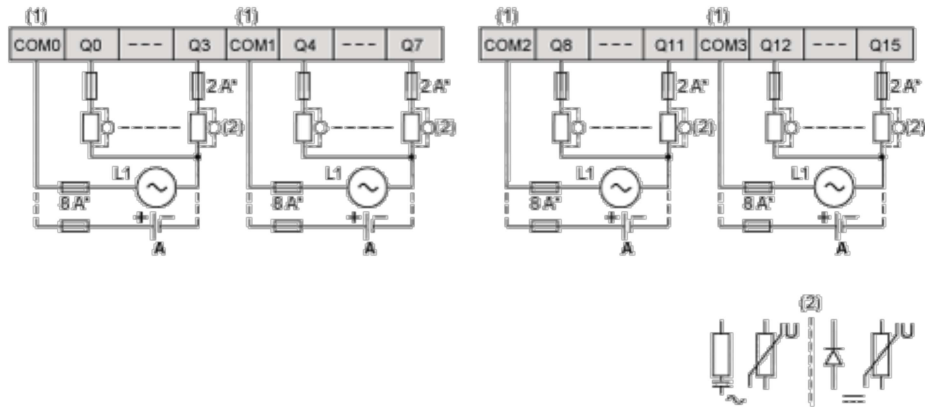 (1) (1) (1) (1)
COM0 Q0 --- Q3 COM1 Q4 --- Q7 COM2 Q8 --- Q11 COM3 Q12 --- Q15
2 A* 2 A* 2 A* 2 A*
(2) (2) (2) (2)
L1 L1 L1 L1
8 A* 8 A* 8 A* 8 A*
+ − + − + − + −
A A A A
(2)
U U